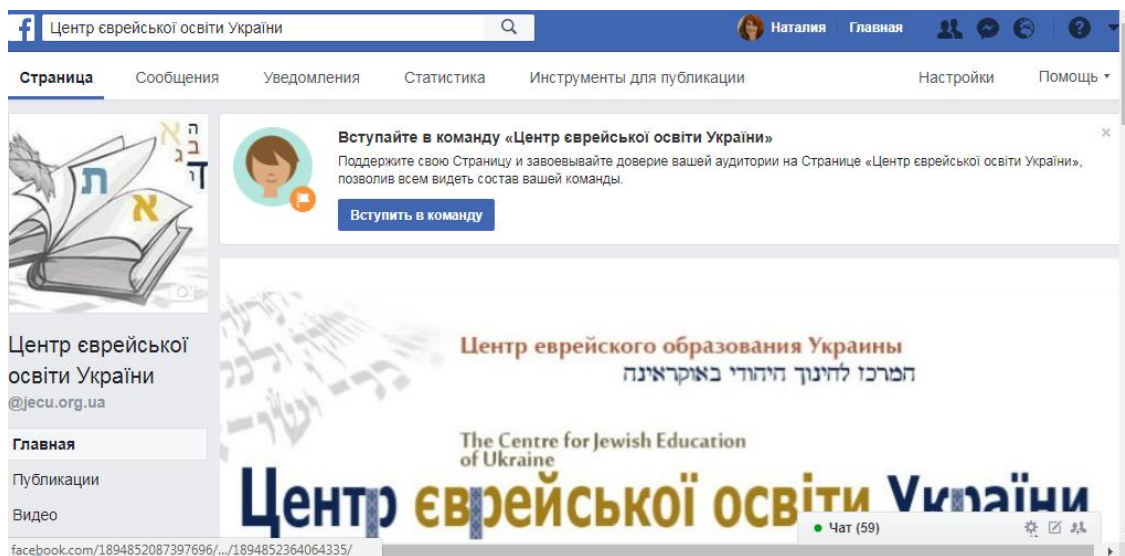 Центр єврейської освіти України
Наталия Главная
Страница Сообщения Уведомления Статистика Инструменты для публикации Настройки Помощь
Вступайте в команду «Центр єврейської освіти України»
Поддержите свою Страницу и завоевывайте доверие вашей аудитории на Странице «Центр єврейської освіти України»,
позволив всем видеть состав вашей команды.
Вступить в команду
Центр єврейської
освіти України
@jecu.org.ua
Главная
Публикации
Видео
Центр еврейского образования Украины
המרכז לחינוך היהודי באוקראינה
The Centre for Jewish Education
of Ukraine
Центр єврейської освіти України
Чат (59)
facebook.com/1894852087397696/.../1894852364064335/